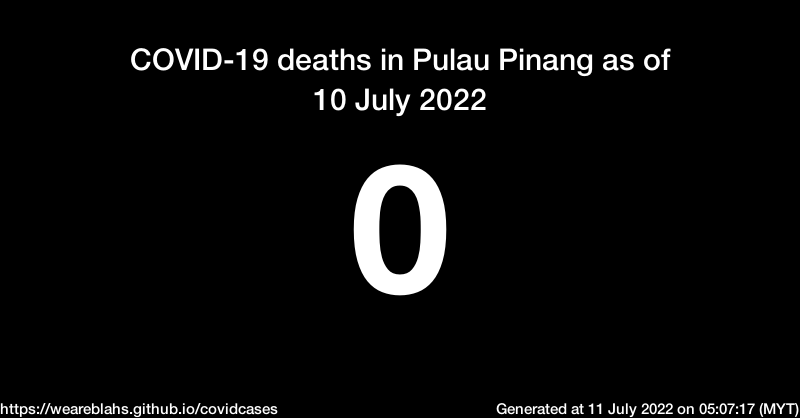 COVID-19 deaths in Pulau Pinang as of
10 July 2022
0
https://weareblahs.github.io/covidcases
Generated at 11 July 2022 on 05:07:17 (MYT)